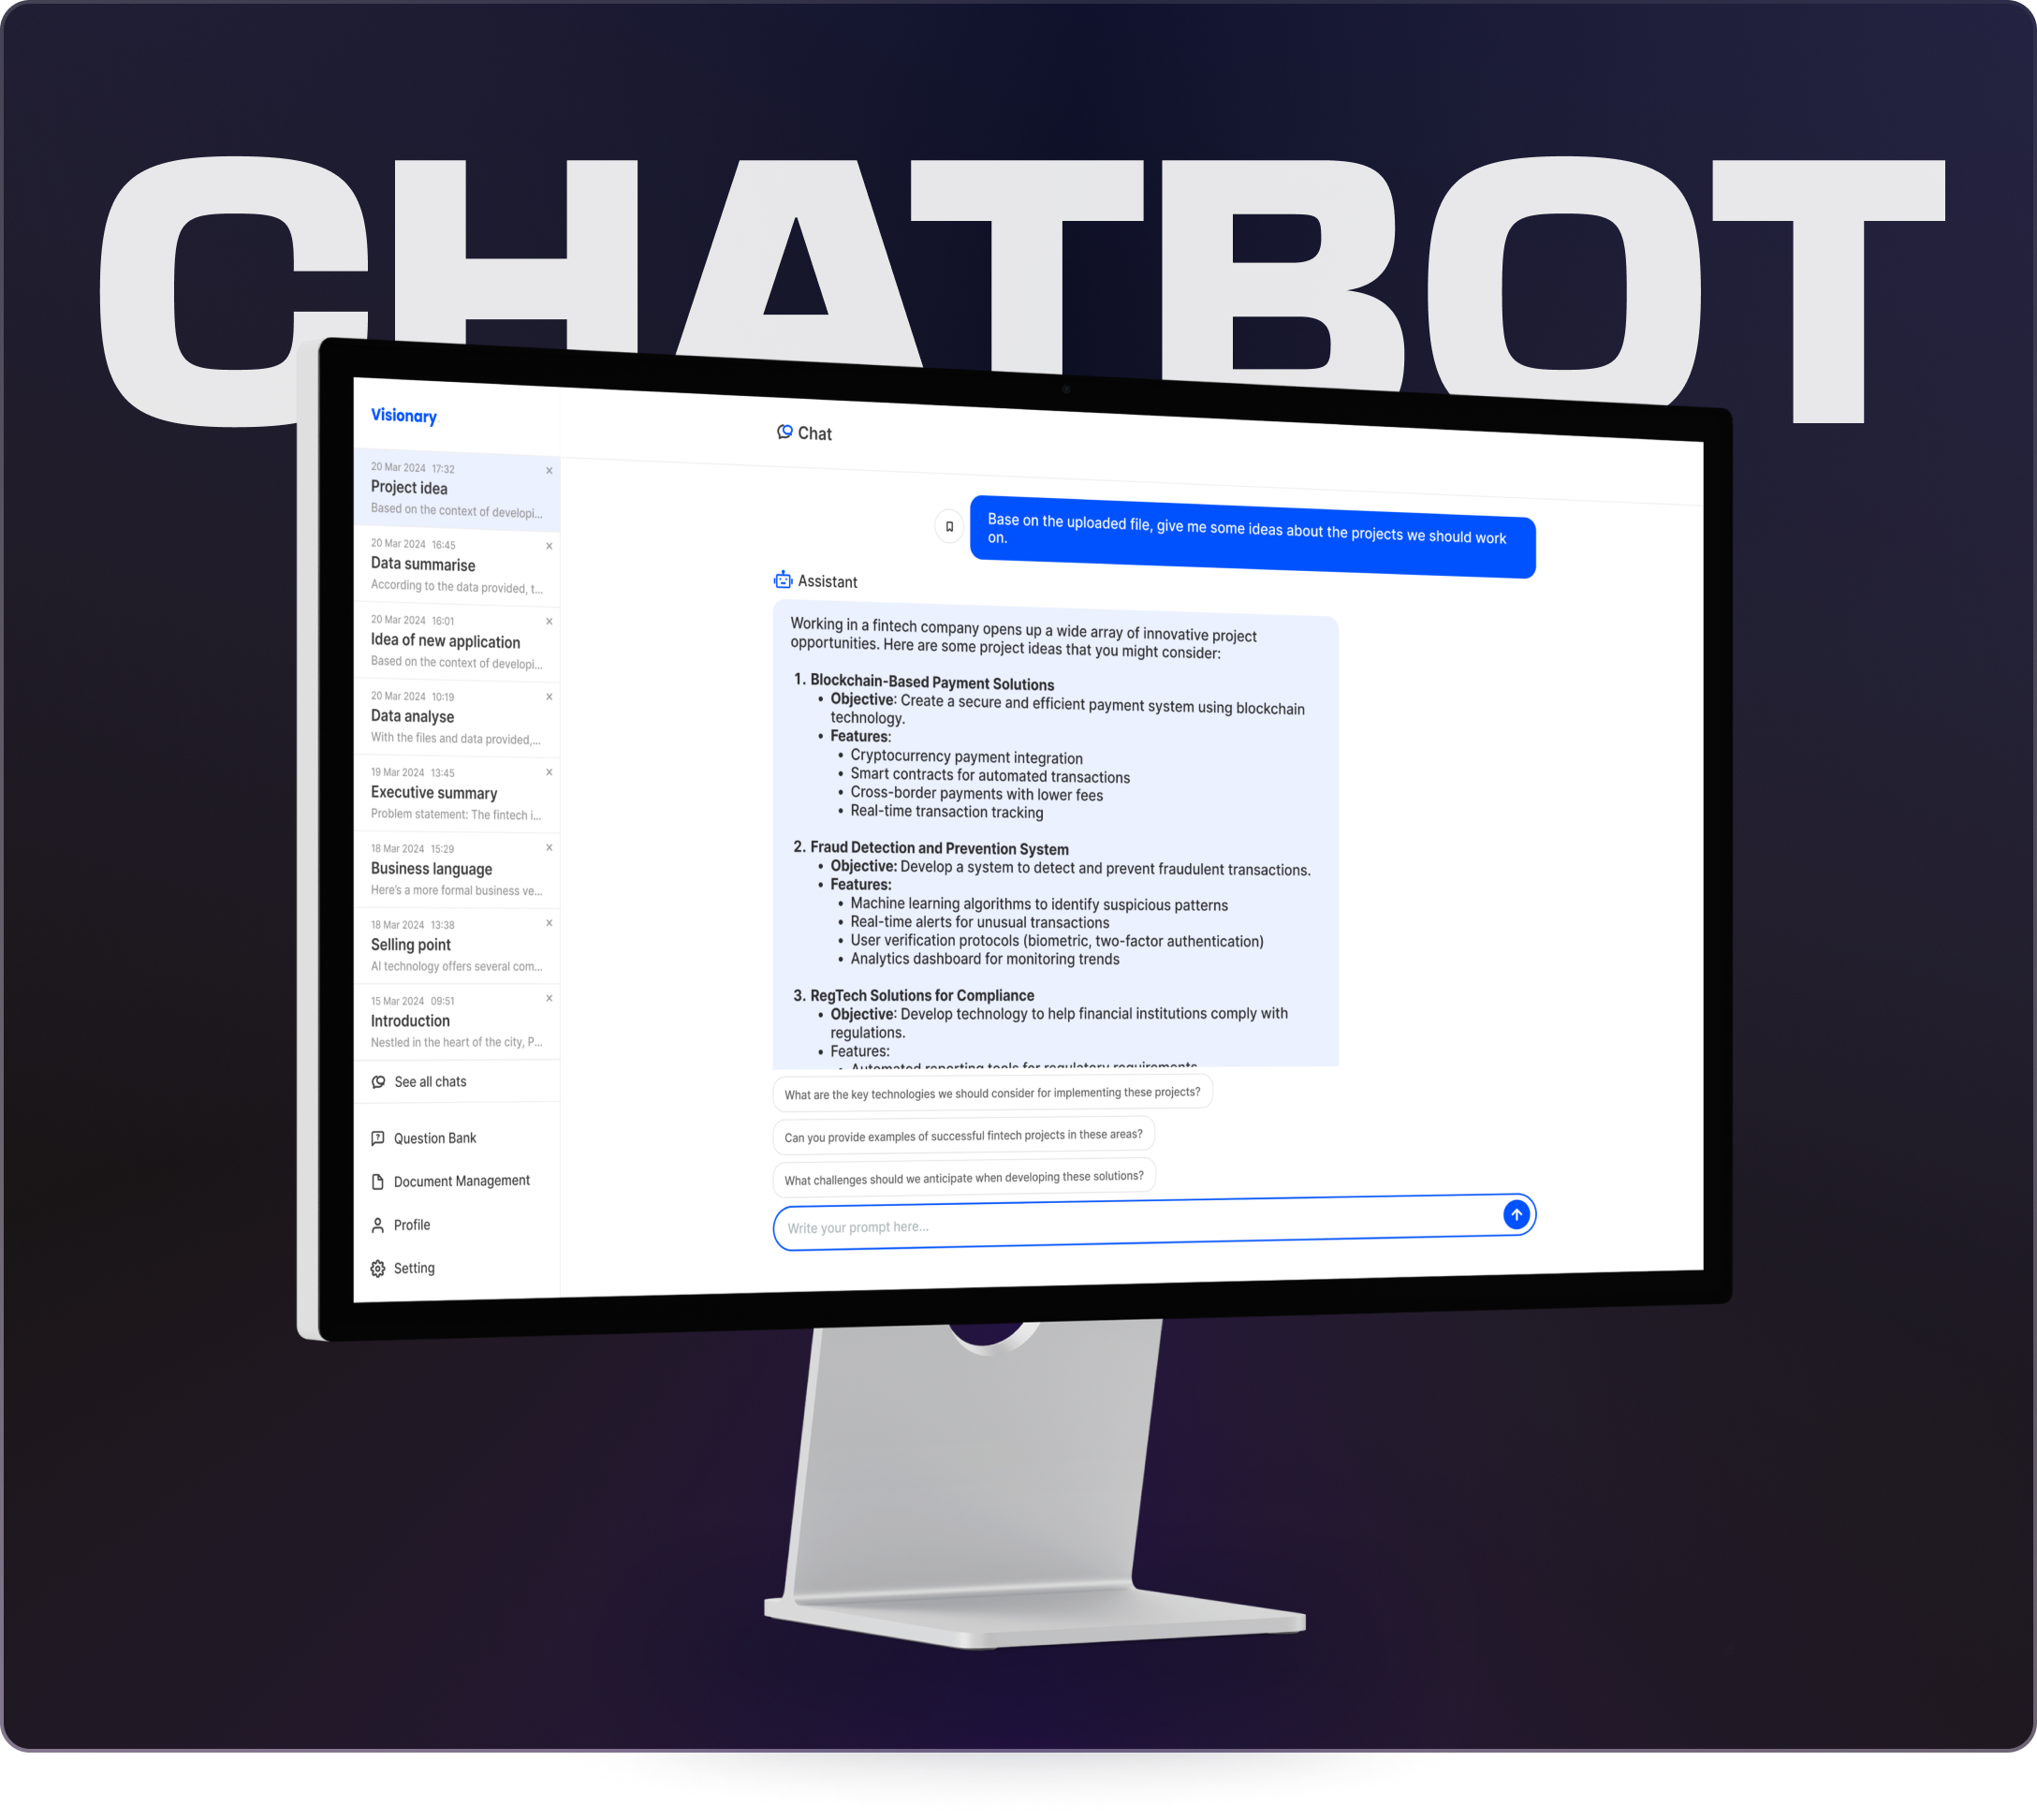 CHATBOT
Visionary
20 Mar 2024 17:32
Project idea
Based on the context of developi...
20 Mar 2024 16:45
Data summarise
According to the data provided, t...
20 Mar 2024 16:01
Idea of new application
Based on the context of developi...
20 Mar 2024 10:19
Data analyse
With the files and data provided,...
19 Mar 2024 13:45
Executive summary
Problem statement: The fintech i...
18 Mar 2024 15:29
Business language
Here's a more formal business ve...
18 Mar 2024 13:38
Selling point
AI technology offers several com...
15 Mar 2024 09:51
Introduction
Nestled in the heart of the city, P...
See all chats
Question Bank
Document Management
Profile
Setting
Chat
Base on the uploaded file, give me some ideas about the projects we should work
on.
Assistant
Working in a fintech company opens up a wide array of innovative project
opportunities. Here are some project ideas that you might consider:
1. Blockchain-Based Payment Solutions
• Objective: Create a secure and efficient payment system using blockchain
technology.
• Features:
• Cryptocurrency payment integration
• Smart contracts for automated transactions
• Cross-border payments with lower fees
• Real-time transaction tracking
2. Fraud Detection and Prevention System
• Objective: Develop a system to detect and prevent fraudulent transactions.
• Features:
• Machine learning algorithms to identify suspicious patterns
• Real-time alerts for unusual transactions
• User verification protocols (biometric, two-factor authentication)
• Analytics dashboard for monitoring trends
3. RegTech Solutions for Compliance
• Objective: Develop technology to help financial institutions comply with
regulations.
• Features:
• Automated reporting tools for regulatory requirements
What are the key technologies we should consider for implementing these projects?
Can you provide examples of successful fintech projects in these areas?
What challenges should we anticipate when developing these solutions?
Write your prompt here...